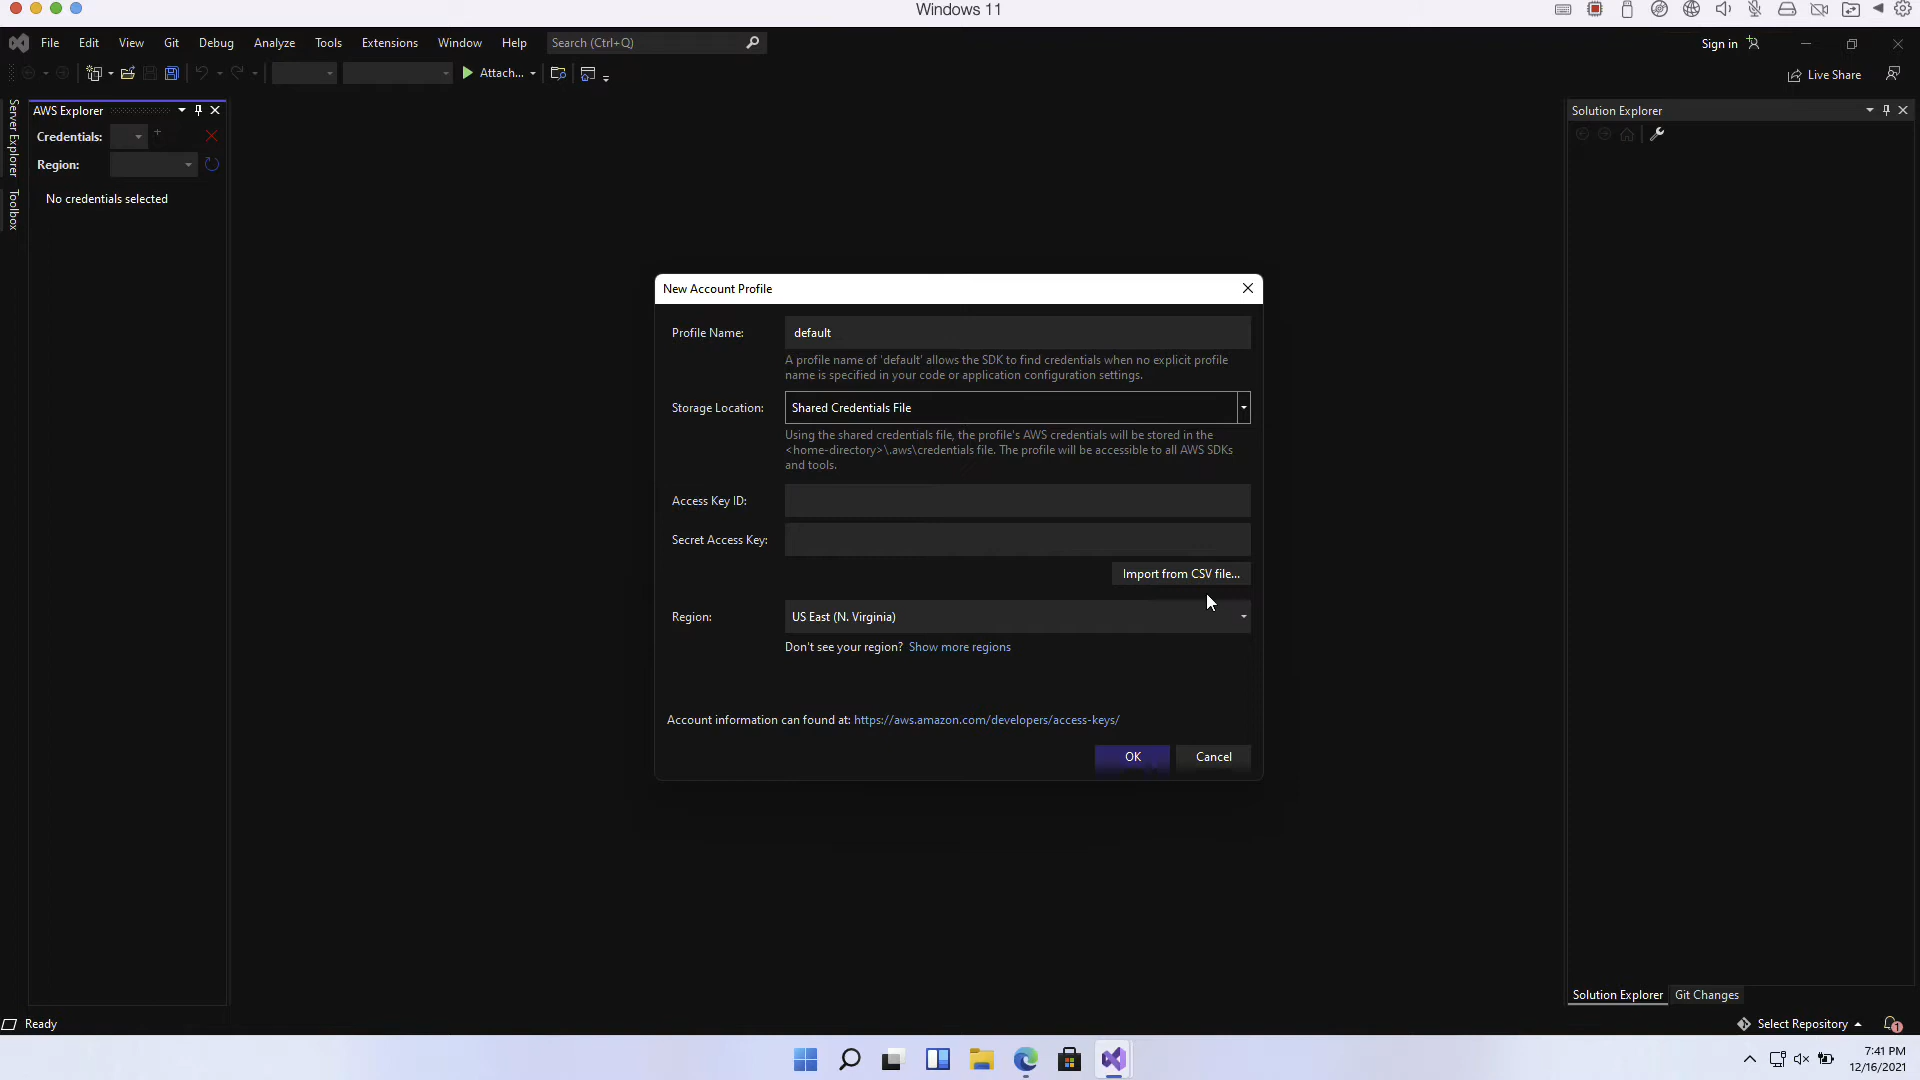 Windows 11
File Edit View Git Debug Analyze Tools Extensions Window Help Search (Ctrl+Q) Sign in
Attach... Live Share
Server Explorer
Toolbox
AWS Explorer
Credentials:
Region:
No credentials selected
Solution Explorer
New Account Profile
Profile Name: default
A profile name of 'default' allows the SDK to find credentials when no explicit profile
name is specified in your code or application configuration settings.
Storage Location: Shared Credentials File
Using the shared credentials file, the profile's AWS credentials will be stored in the
<home-directory>\.aws\credentials file. The profile will be accessible to all AWS SDKs
and tools.
Access Key ID:
Secret Access Key:
Import from CSV file...
Region: US East (N. Virginia)
Don't see your region? Show more regions
Account information can found at: https://aws.amazon.com/developers/access-keys/
OK Cancel
Solution Explorer Git Changes
Ready Select Repository 1
7:41 PM
12/16/2021